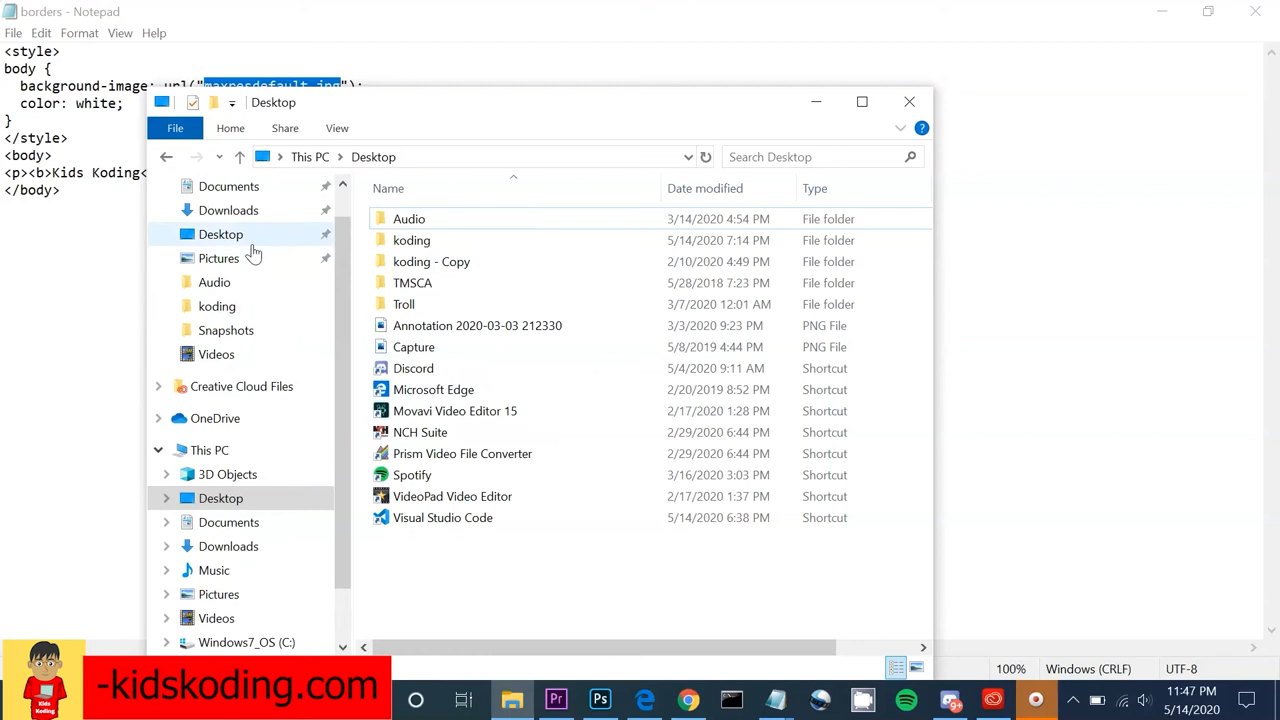 borders - Notepad
File Edit Format View Help
<style>
body {
background-image: url("maxresdefault.jpg");
color: white;
}
</style>
<body>
<p><b>Kids Koding<
</body>
Desktop
File Home Share View
This PC Desktop
Search Desktop
Documents
Downloads
Desktop
Pictures
Audio
koding
Snapshots
Videos
Creative Cloud Files
OneDrive
This PC
3D Objects
Desktop
Documents
Downloads
Music
Pictures
Videos
Windows7_OS (C:)
Name Date modified Type
Audio 3/14/2020 4:54 PM File folder
koding 5/14/2020 7:14 PM File folder
koding - Copy 2/10/2020 4:49 PM File folder
TMSCA 5/28/2018 7:23 PM File folder
Troll 3/7/2020 12:01 AM File folder
Annotation 2020-03-03 212330 3/3/2020 9:23 PM PNG File
Capture 5/8/2019 4:44 PM PNG File
Discord 5/4/2020 9:11 AM Shortcut
Microsoft Edge 2/20/2019 8:52 PM Shortcut
Movavi Video Editor 15 2/17/2020 1:28 PM Shortcut
NCH Suite 2/29/2020 6:44 PM Shortcut
Prism Video File Converter 2/29/2020 6:44 PM Shortcut
Spotify 3/16/2020 3:03 PM Shortcut
VideoPad Video Editor 2/17/2020 1:37 PM Shortcut
Visual Studio Code 5/14/2020 6:38 PM Shortcut
100% Windows (CRLF) UTF-8
Kids
Koding
-kidskoding.com
Pr
Ps
11:47 PM
5/14/2020